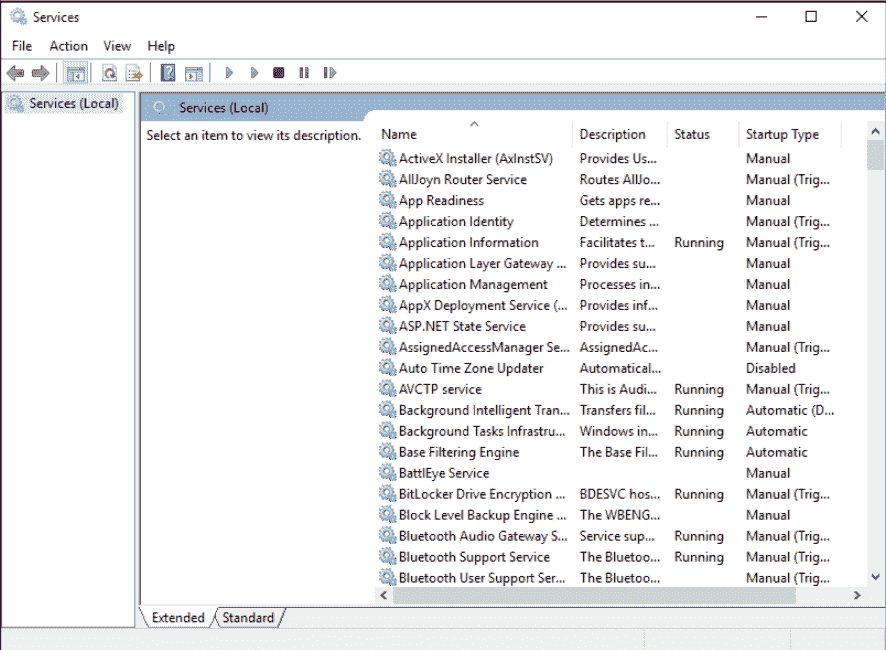 Services
File Action View Help
Services (Local)
Services (Local)
Select an item to view its description.
Name Description Status Startup Type
ActiveX Installer (AxInstSV) Provides Us... Manual
AllJoyn Router Service Routes AllJo... Manual (Trig...
App Readiness Gets apps re... Manual
Application Identity Determines ... Manual (Trig...
Application Information Facilitates t... Running Manual (Trig...
Application Layer Gateway ... Provides su... Manual
Application Management Processes in... Manual
AppX Deployment Service (... Provides inf... Manual
ASP.NET State Service Provides su... Manual
AssignedAccessManager Se... AssignedAc... Manual (Trig...
Auto Time Zone Updater Automatical... Disabled
AVCTP service This is Audi... Running Manual (Trig...
Background Intelligent Tran... Transfers fil... Running Automatic (D...
Background Tasks Infrastru... Windows in... Running Automatic
Base Filtering Engine The Base Fil... Running Automatic
BattlEye Service Manual
BitLocker Drive Encryption ... BDESVC hos... Running Manual (Trig...
Block Level Backup Engine ... The WBENG... Manual
Bluetooth Audio Gateway S... Service sup... Running Manual (Trig...
Bluetooth Support Service The Bluetoo... Running Manual (Trig...
Bluetooth User Support Ser... The Bluetoo... Manual (Trig...
Extended Standard